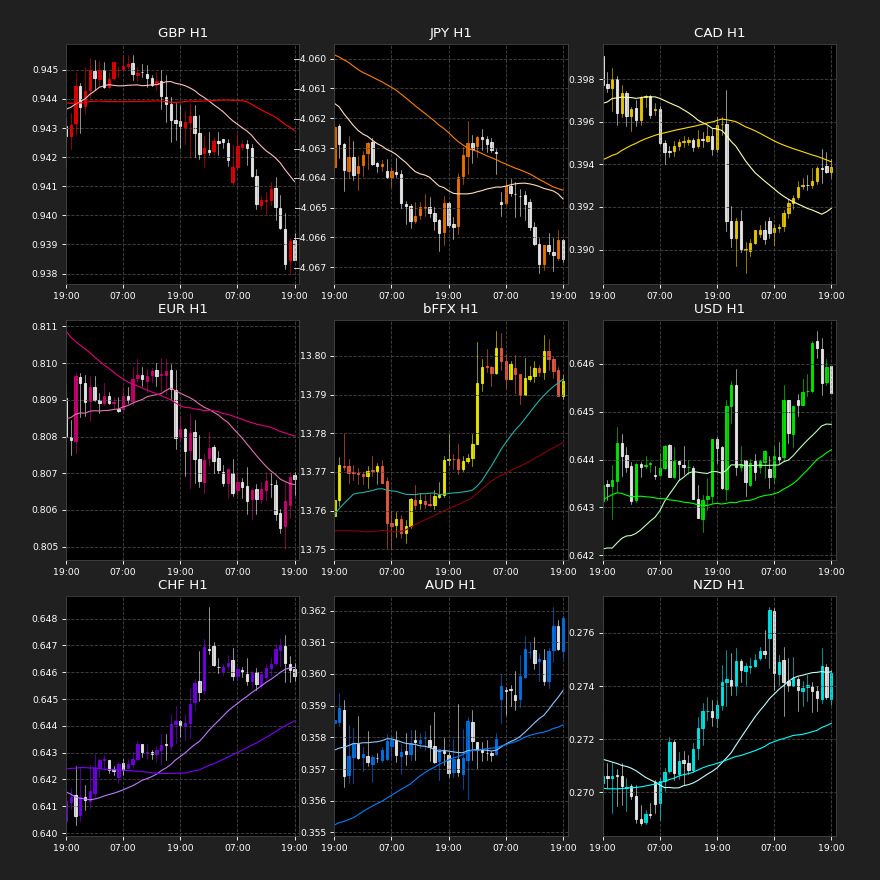 GBP H1 JPY H1 CAD H1
0.945 4.060 0.398
0.944 4.061
0.943 4.062 0.396
0.942 4.063
0.941 4.064 0.394
0.940 4.065 0.392
0.939 4.066 0.390
0.938 4.067
19:00 07:00 19:00 07:00 19:00 19:00 07:00 19:00 07:00 19:00 19:00 07:00 19:00 07:00 19:00
EUR H1 bFFX H1 USD H1
0.811
0.810 13.80 0.646
0.809 13.79 0.645
0.808 13.78
0.807 13.77 0.644
0.806 13.76 0.643
0.805 13.75 0.642
19:00 07:00 19:00 07:00 19:00 19:00 07:00 19:00 07:00 19:00 19:00 07:00 19:00 07:00 19:00
CHF H1 AUD H1 NZD H1
0.648 0.362
0.647 0.361 0.276
0.646 0.360
0.645 0.359 0.274
0.644 0.358
0.643 0.357 0.272
0.642 0.356 0.270
0.641 0.355
0.640
19:00 07:00 19:00 07:00 19:00 19:00 07:00 19:00 07:00 19:00 19:00 07:00 19:00 07:00 19:00